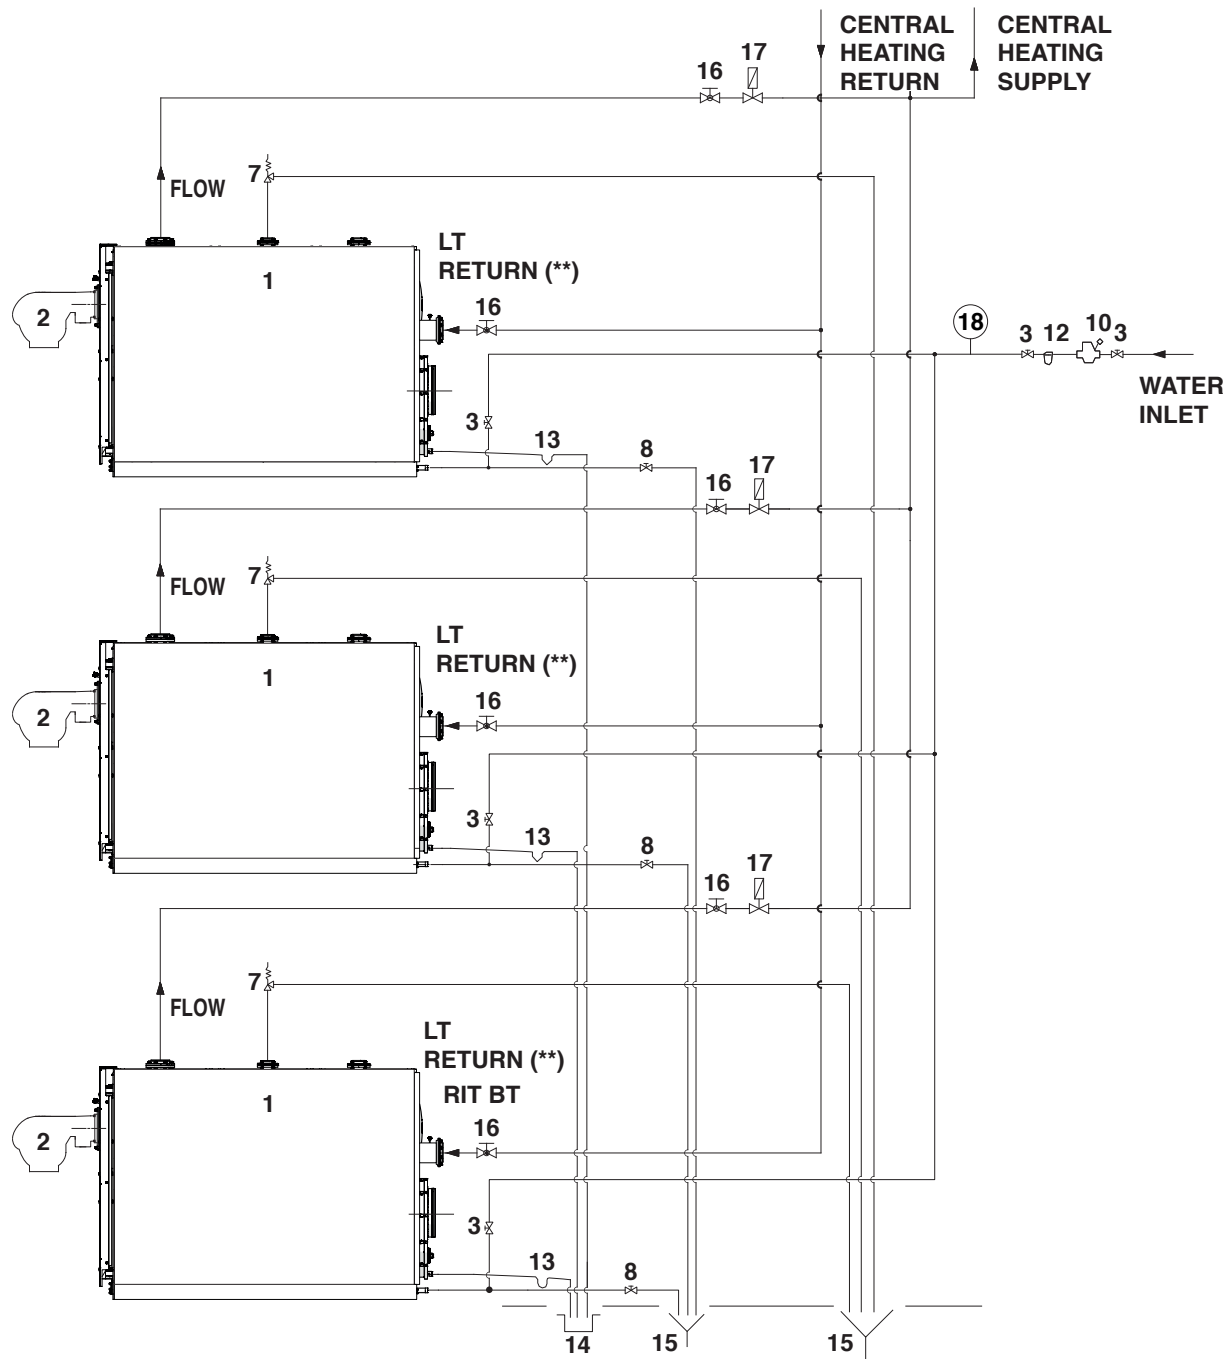 CENTRAL
HEATING
RETURN
CENTRAL
HEATING
SUPPLY
16
17
7
FLOW
LT
RETURN (**)
1
2
16
18
3
12
10
3
WATER
INLET
3
13
8
16
17
7
FLOW
LT
RETURN (**)
1
2
16
3
13
8
16
17
7
FLOW
LT
RETURN (**)
RIT BT
1
2
16
3
13
8
14
15
15